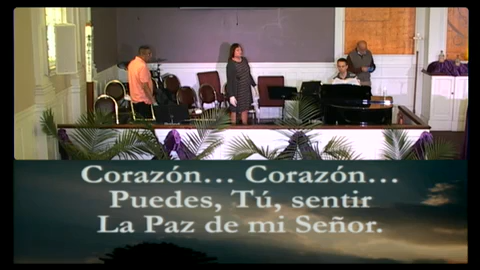 Corazón... Corazón...
Puedes, Tú, sentir
La Paz de mi Señor.